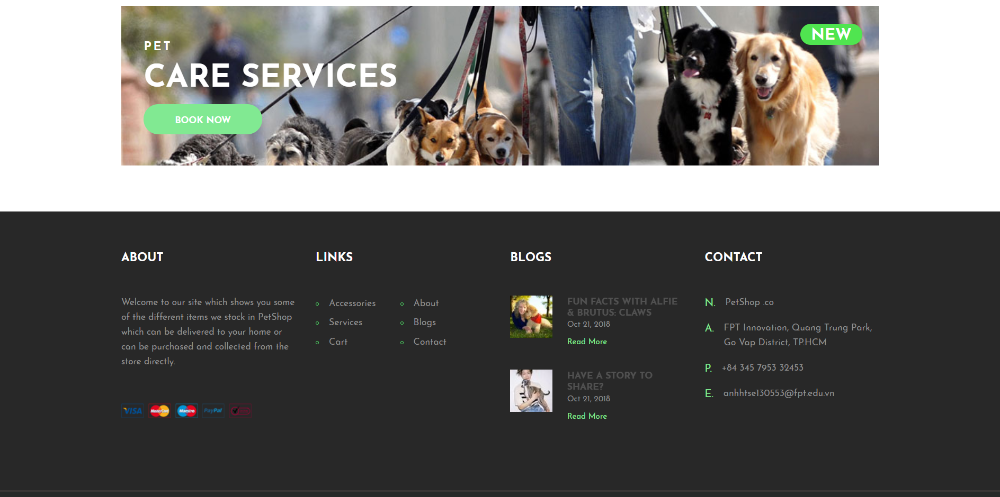 PET
CARE SERVICES
BOOK NOW
NEW
ABOUT
Welcome to our site which shows you some
of the different items we stock in PetShop
which can be delivered to your home or
can be purchased and collected from the
store directly.
VISA
MasterCard
Maestro
PayPal
LINKS
Accessories
Services
Cart
About
Blogs
Contact
BLOGS
FUN FACTS WITH ALFIE
& BRUTUS: CLAWS
Oct 21, 2018
Read More
HAVE A STORY TO
SHARE?
Oct 21, 2018
Read More
CONTACT
N. PetShop .co
A. FPT Innovation, Quang Trung Park,
Go Vap District, TP.HCM
P. +84 345 7953 32453
E. anhhtse130553@fpt.edu.vn